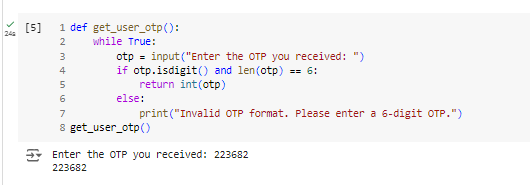 [5] 1 def get_user_otp():
24s 2     while True:
3         otp = input("Enter the OTP you received: ")
4         if otp.isdigit() and len(otp) == 6:
5             return int(otp)
6         else:
7             print("Invalid OTP format. Please enter a 6-digit OTP.")
8 get_user_otp()
Enter the OTP you received: 223682
223682